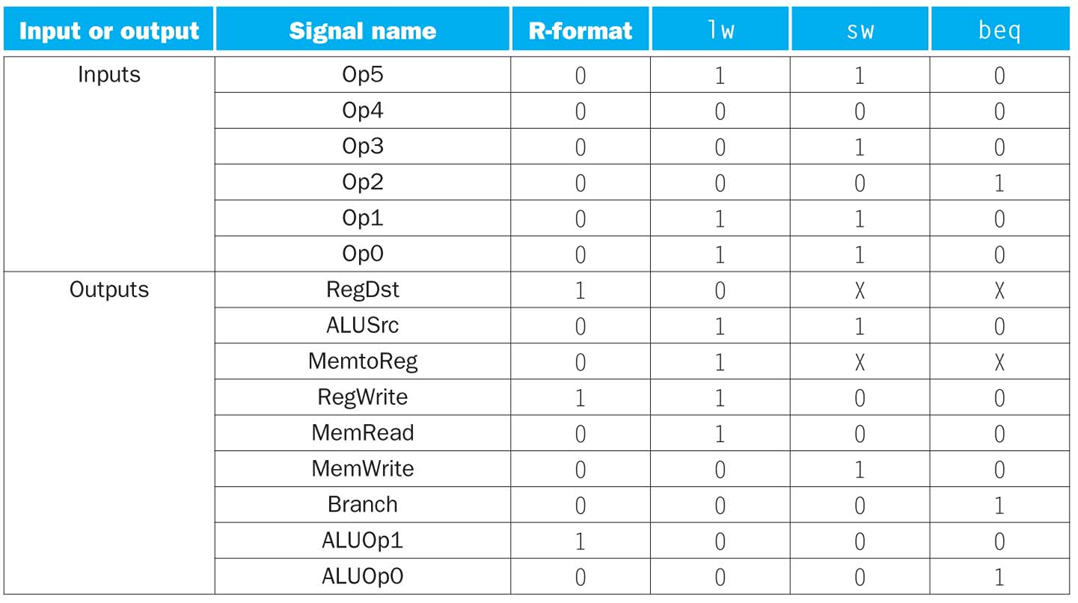 Input or output Signal name R-format lw sw beq
Inputs Op5 0 1 1 0
Op4 0 0 0 0
Op3 0 0 1 0
Op2 0 0 0 1
Op1 0 1 1 0
Op0 0 1 1 0
Outputs RegDst 1 0 X X
ALUSrc 0 1 1 0
MemtoReg 0 1 X X
RegWrite 1 1 0 0
MemRead 0 1 0 0
MemWrite 0 0 1 0
Branch 0 0 0 1
ALUOp1 1 0 0 0
ALUOp0 0 0 0 1